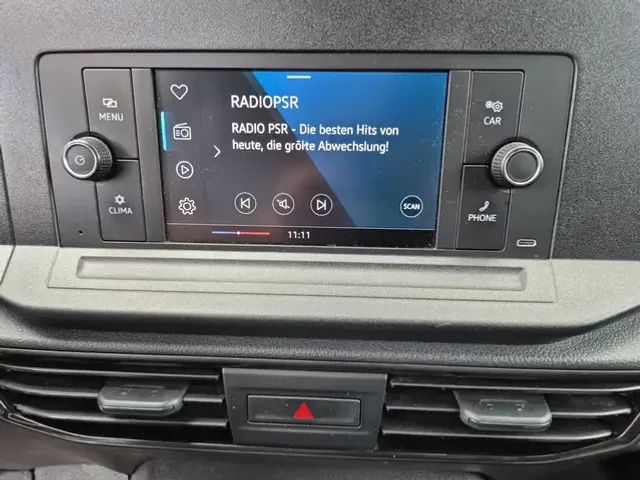 MENU
CLIMA
RADIOPSR
RADIO PSR - Die besten Hits von
heute, die größte Abwechslung!
SCAN
11:11
CAR
PHONE